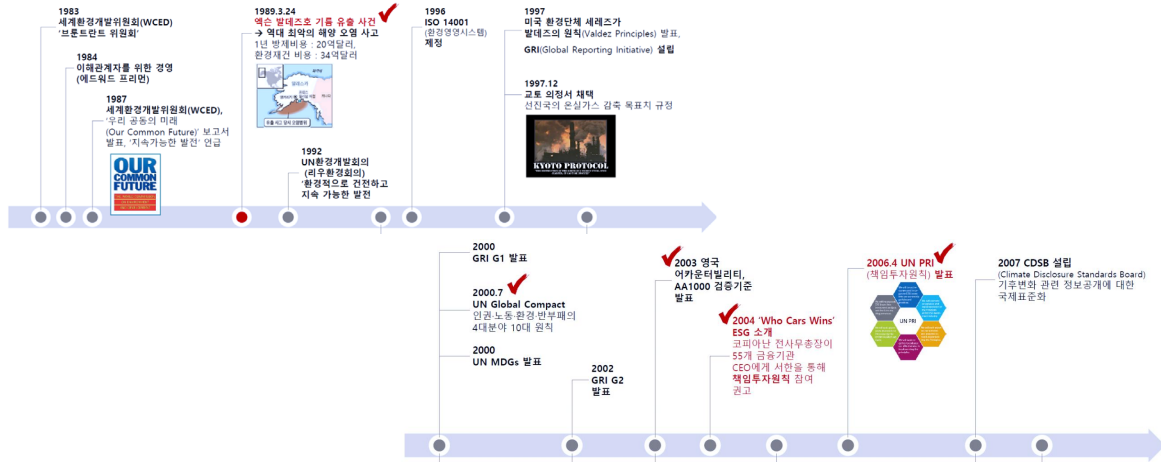 1983
세계환경개발위원회(WCED)
‘브룬트란트 위원회’
1984
이해관계자를 위한 경영
(에드워드 프리먼)
1987
세계환경개발위원회(WCED),
‘우리 공동의 미래
(Our Common Future)’ 보고서
발표, ‘지속가능한 발전’ 언급
OUR
COMMON
FUTURE
1989.3.24
엑슨 발데즈호 기름 유출 사건
→ 역대 최악의 해양 오염 사고
1년 방제비용 : 20억달러,
환경재건 비용 : 34억달러
알래스카
유출 사고 당시 오염범위
1992
UN환경개발회의
(리우환경회의)
‘환경적으로 건전하고
지속 가능한 발전
1996
ISO 14001
(환경영영시스템)
제정
1997
미국 환경단체 세레즈가
발데즈의 원칙(Valdez Principles) 발표,
GRI(Global Reporting Initiative) 설립
1997.12
교토 의정서 채택
선진국의 온실가스 감축 목표치 규정
KYOTO PROTOCOL
2000
GRI G1 발표
2000.7
UN Global Compact
인권·노동·환경·반부패의
4대분야 10대 원칙
2000
UN MDGs 발표
2002
GRI G2
발표
2003 영국
어카운터빌리티,
AA1000 검증기준
발표
2004 ‘Who Cars Wins’
ESG 소개
코피아난 전사무총장이
55개 금융기관
CEO에게 서한을 통해
책임투자원칙 참여
권고
2006.4 UN PRI
(책임투자원칙) 발표
UN PRI
2007 CDSB 설립
(Climate Disclosure Standards Board)
기후변화 관련 정보공개에 대한
국제표준화